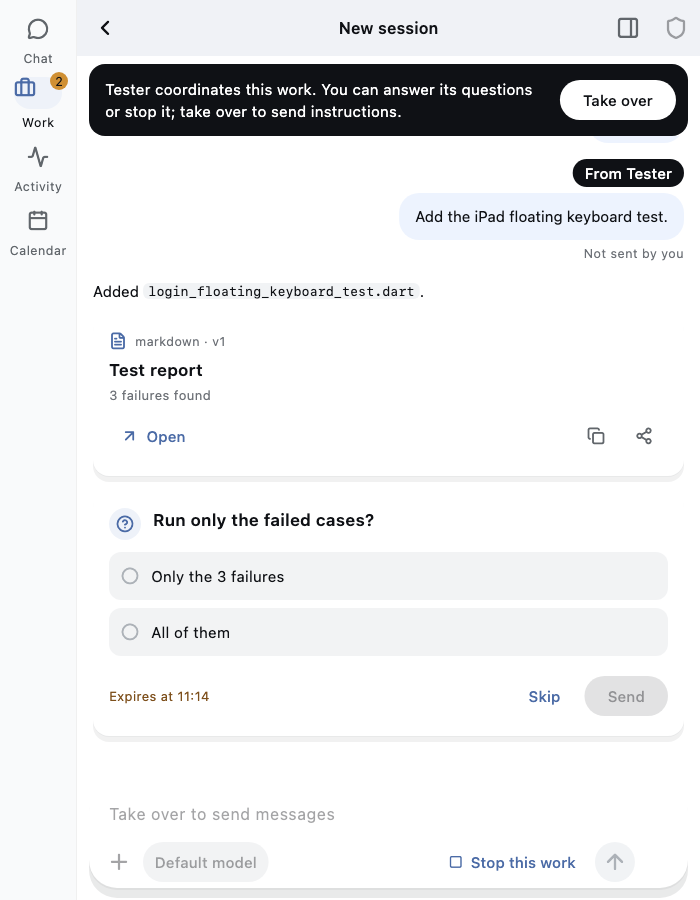 New session
Chat
2
Work
Activity
Calendar
Tester coordinates this work. You can answer its questions
or stop it; take over to send instructions.
Take over
From Tester
Add the iPad floating keyboard test.
Not sent by you
Added login_floating_keyboard_test.dart.
markdown · v1
Test report
3 failures found
Open
Run only the failed cases?
Only the 3 failures
All of them
Expires at 11:14
Skip
Send
Take over to send messages
Default model
Stop this work